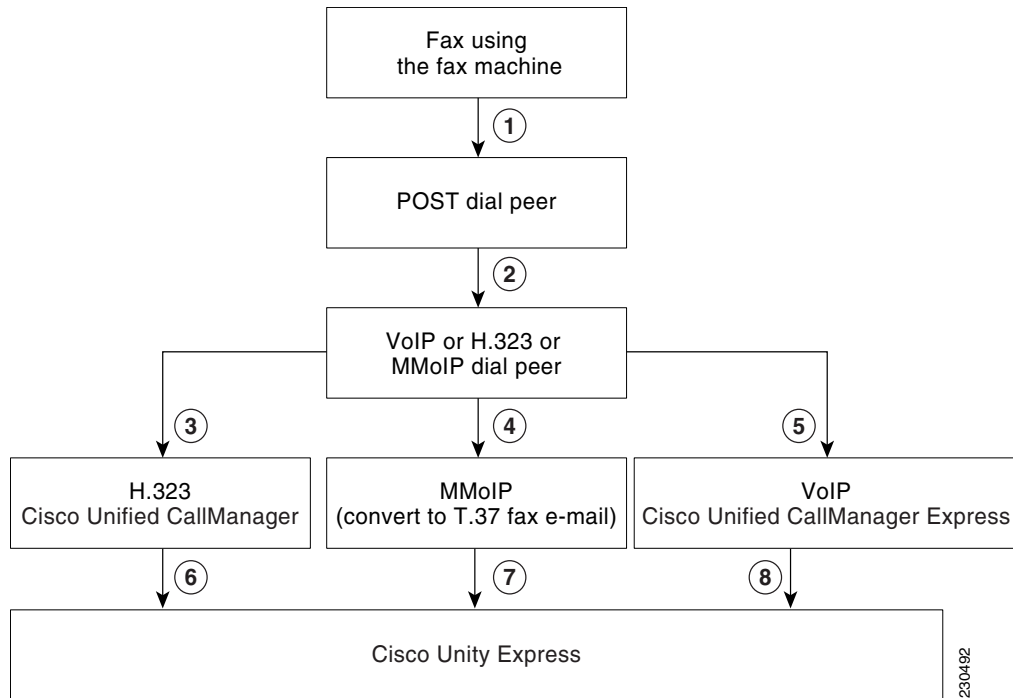 Fax using
the fax machine
1
POST dial peer
2
VoIP or H.323 or
MMoIP dial peer
3
4
5
H.323
Cisco Unified CallManager
MMoIP
(convert to T.37 fax e-mail)
VoIP
Cisco Unified CallManager Express
6
7
8
Cisco Unity Express
230492